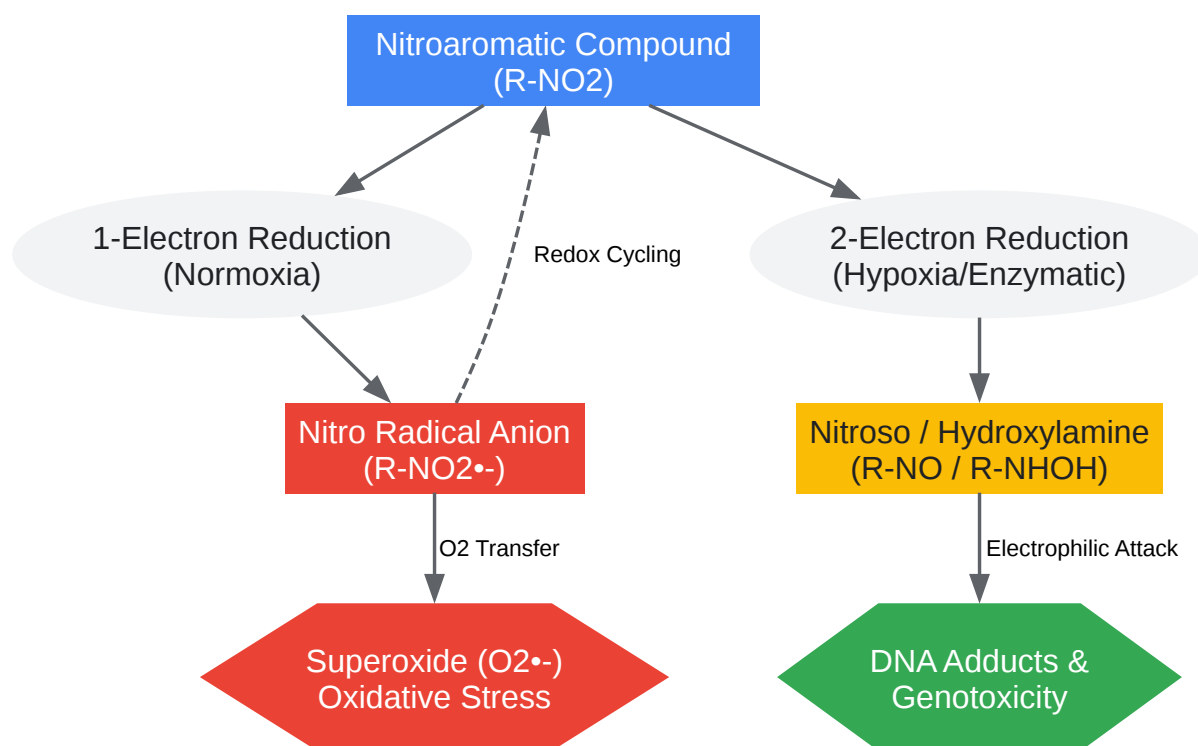 Nitroaromatic Compound
(R-NO2)
1-Electron Reduction
(Normoxia)
Redox Cycling
2-Electron Reduction
(Hypoxia/Enzymatic)
Nitro Radical Anion
(R-NO2•-)
Nitroso / Hydroxylamine
(R-NO / R-NHOH)
O2 Transfer
Electrophilic Attack
Superoxide (O2•-)
Oxidative Stress
DNA Adducts &
Genotoxicity